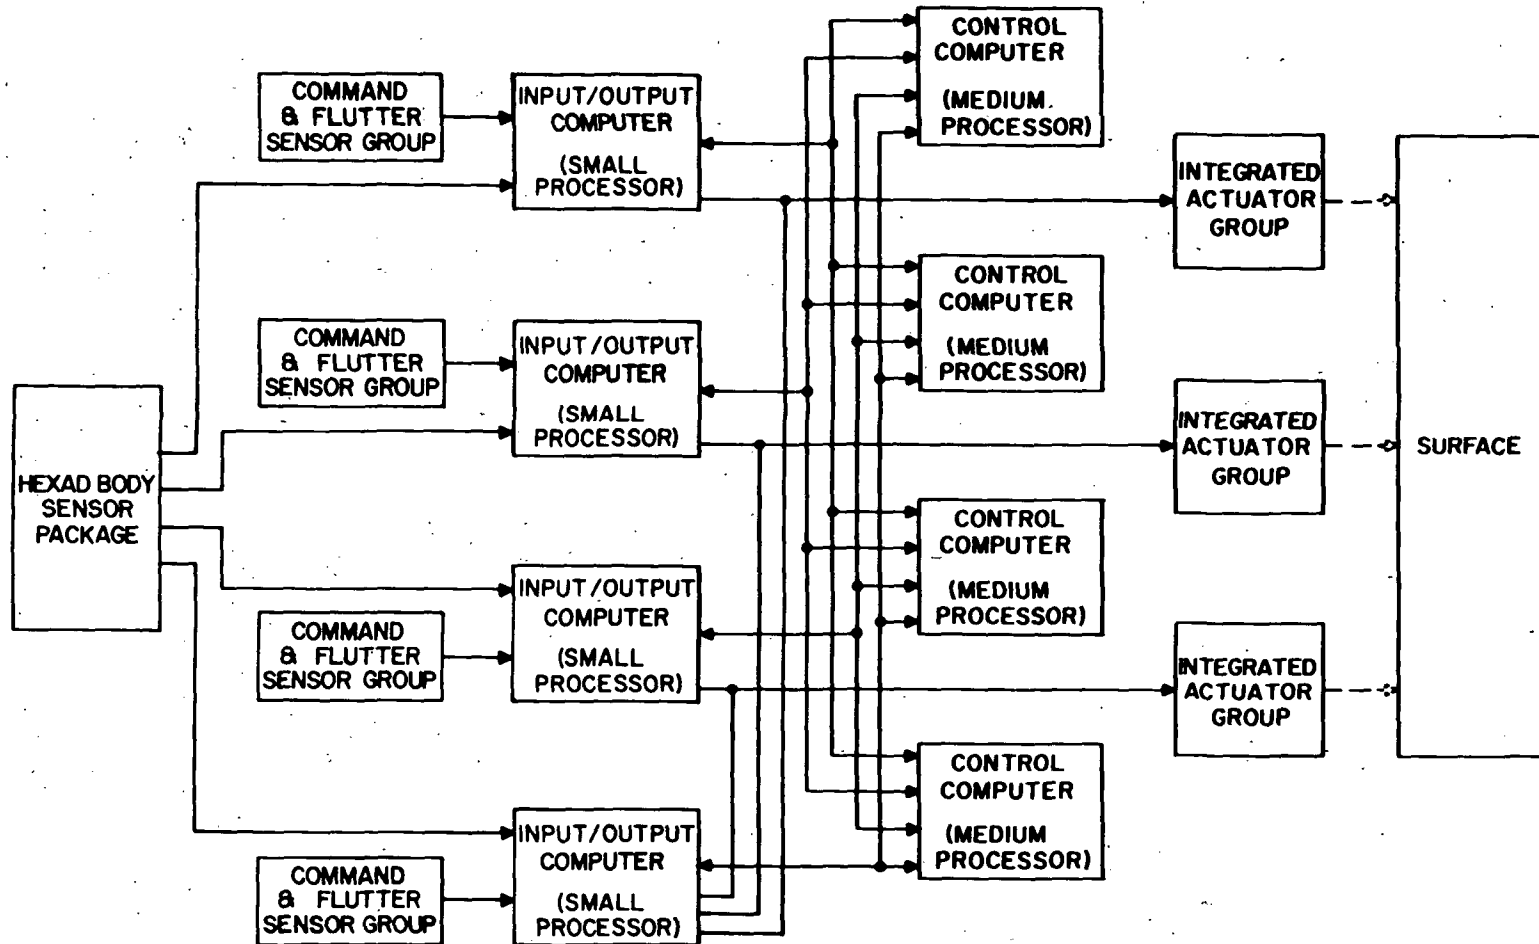 COMMAND
& FLUTTER
SENSOR GROUP
INPUT/OUTPUT
COMPUTER
(SMALL
PROCESSOR)
CONTROL
COMPUTER
(MEDIUM.
PROCESSOR)
INTEGRATED
ACTUATOR
GROUP
COMMAND
& FLUTTER
SENSOR GROUP
INPUT/OUTPUT
COMPUTER
(SMALL
PROCESSOR)
CONTROL
COMPUTER
(MEDIUM
PROCESSOR)
INTEGRATED
ACTUATOR
GROUP
SURFACE
HEXAD BODY
SENSOR
PACKAGE
COMMAND
& FLUTTER
SENSOR GROUP
INPUT/OUTPUT
COMPUTER
(SMALL
PROCESSOR)
CONTROL
COMPUTER
(MEDIUM
PROCESSOR)
INTEGRATED
ACTUATOR
GROUP
COMMAND
& FLUTTER
SENSOR GROUP
INPUT/OUTPUT
COMPUTER
(SMALL
PROCESSOR)
CONTROL
COMPUTER
(MEDIUM
PROCESSOR)